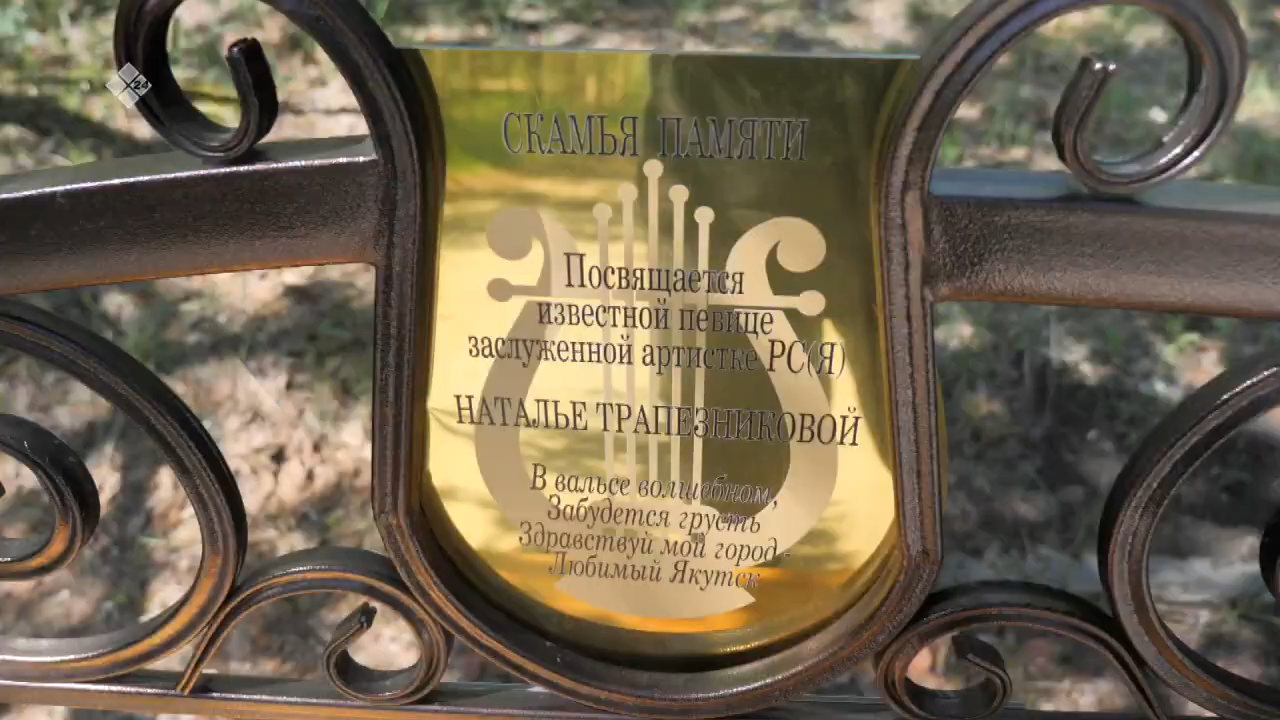 x24
СКАМЬЯ ПАМЯТИ
Посвящается
известной певице
заслуженной артистке РС(Я)
НАТАЛЬЕ ТРАПЕЗНИКОВОЙ
В вальсе волшебном,
Забудется грусть
Здравствуй мой город -
Любимый Якутск